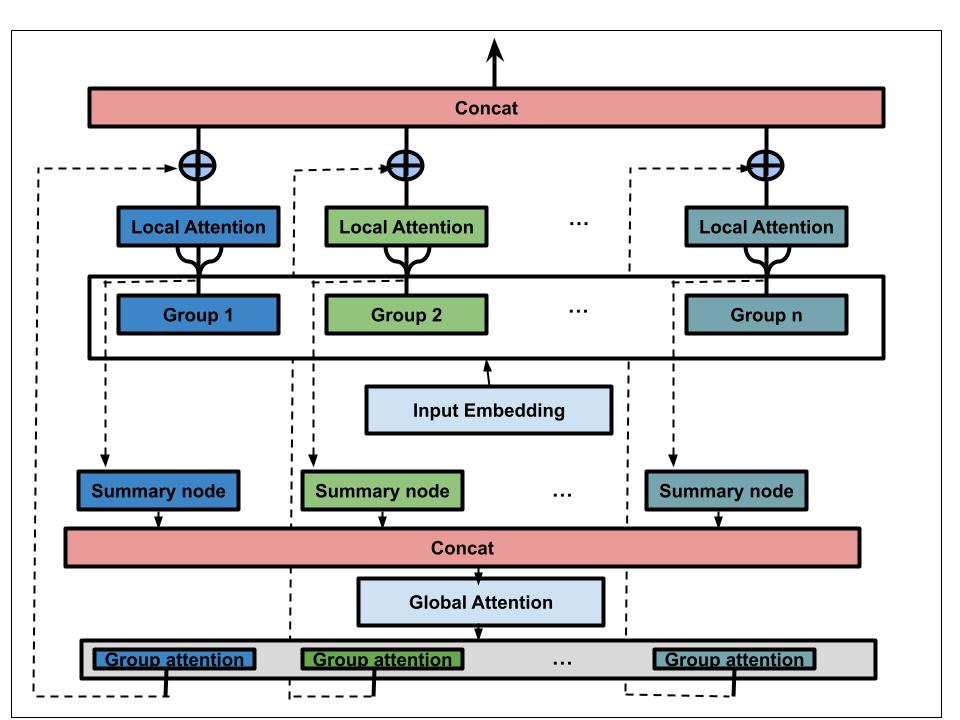 Concat
Local Attention
Local Attention
...
Local Attention
Group 1
Group 2
...
Group n
Input Embedding
Summary node
Summary node
...
Summary node
Concat
Global Attention
Group attention
Group attention
...
Group attention